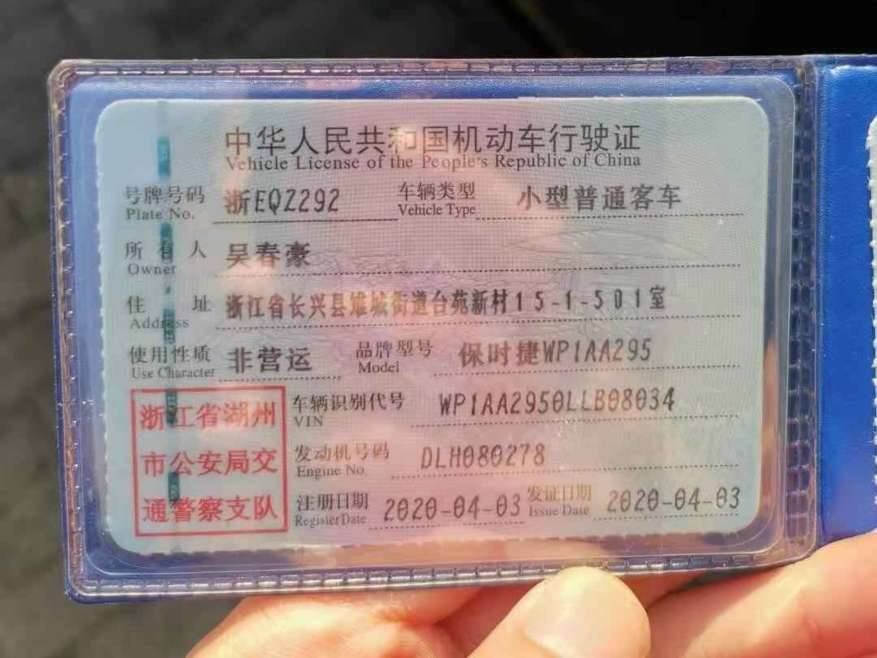 中华人民共和国机动车行驶证
Vehicle License of the People's Republic of China
号牌号码 浙EQZ292 车辆类型 小型普通客车
Plate No. Vehicle Type
所有人 吴春豪
Owner
住址 浙江省长兴县雉城街道台苑新村15-1-501室
Address
使用性质 非营运 品牌型号 保时捷WP1AA295
Use Character Model
浙江省湖州 车辆识别代号 WP1AA2950LLB08034
VIN
市公安局交 发动机号码 DLH080278
Engine No.
通警察支队 注册日期 2020-04-03 发证日期 2020-04-03
Register Date Issue Date